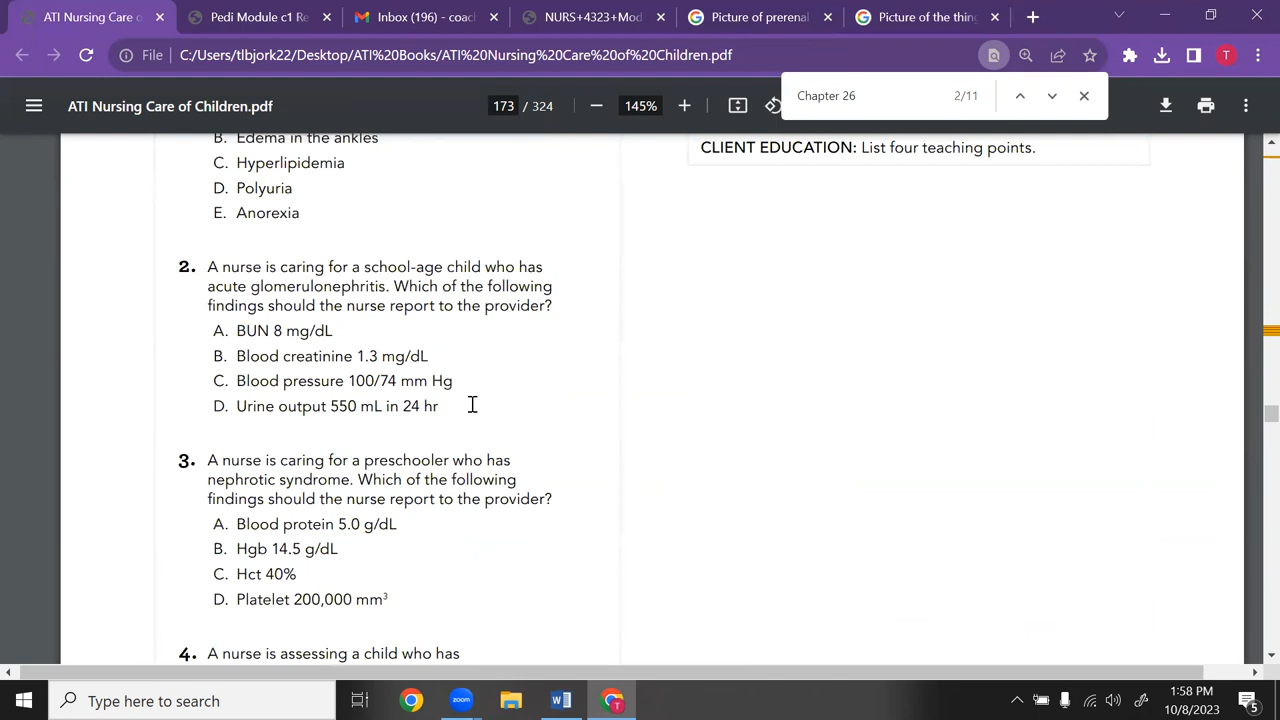 ATI Nursing Care o
Pedi Module c1 Re
Inbox (196) - coac
NURS+4323+Mod
Picture of prerena
Picture of the thin
File
C:/Users/tlbjork22/Desktop/ATI%20Books/ATI%20Nursing%20Care%20of%20Children.pdf
T
Chapter 26
2/11
ATI Nursing Care of Children.pdf
173 / 324
145%
B. Edema in the ankles
C. Hyperlipidemia
D. Polyuria
E. Anorexia
2. A nurse is caring for a school-age child who has
acute glomerulonephritis. Which of the following
findings should the nurse report to the provider?
A. BUN 8 mg/dL
B. Blood creatinine 1.3 mg/dL
C. Blood pressure 100/74 mm Hg
D. Urine output 550 mL in 24 hr
3. A nurse is caring for a preschooler who has
nephrotic syndrome. Which of the following
findings should the nurse report to the provider?
A. Blood protein 5.0 g/dL
B. Hgb 14.5 g/dL
C. Hct 40%
D. Platelet 200,000 mm³
4. A nurse is assessing a child who has
CLIENT EDUCATION: List four teaching points.
Type here to search
zoom
T
1:58 PM
10/8/2023
5